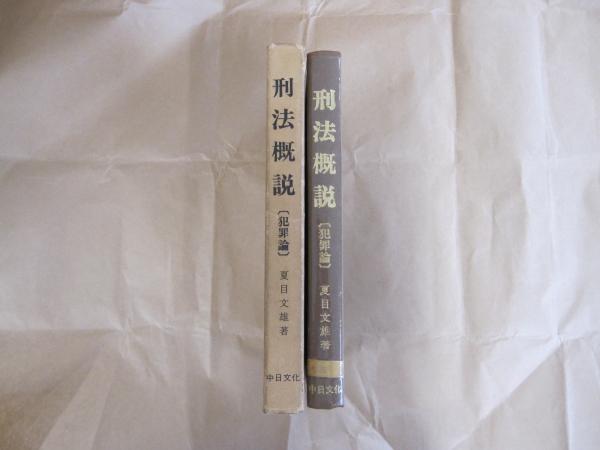 刑法概説
〔犯罪論〕
夏目文雄著
中日文化
刑法概説
〔犯罪論〕
夏目文雄著
中日文化